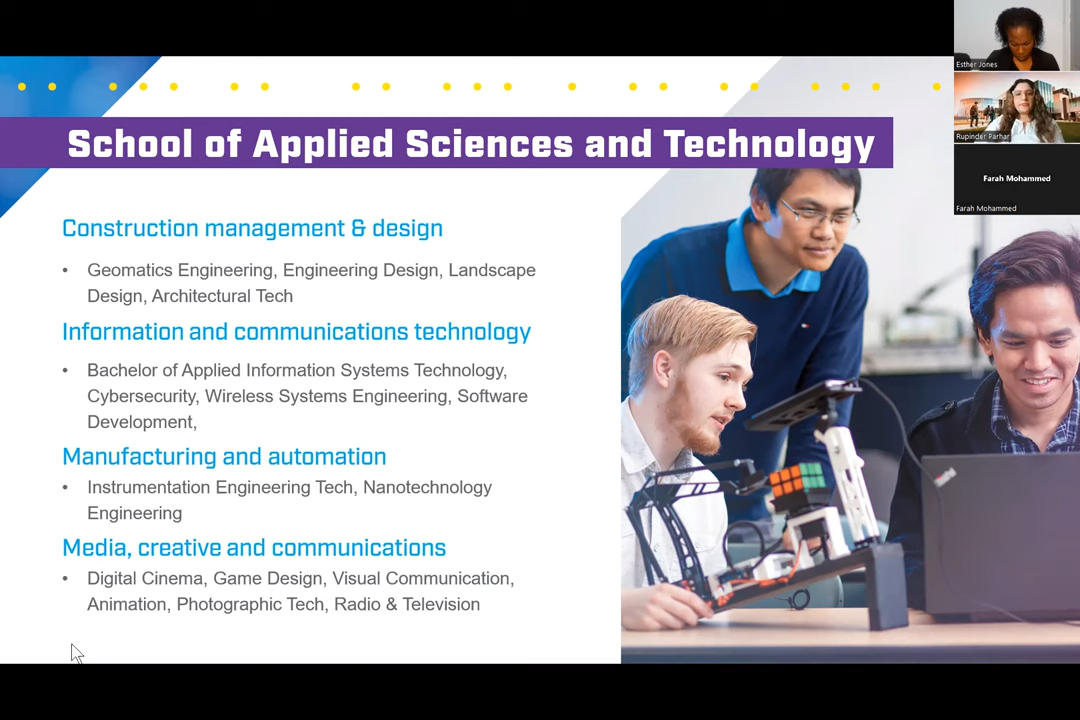 School of Applied Sciences and Technology
Construction management & design
• Geomatics Engineering, Engineering Design, Landscape
Design, Architectural Tech
Information and communications technology
• Bachelor of Applied Information Systems Technology,
Cybersecurity, Wireless Systems Engineering, Software
Development,
Manufacturing and automation
• Instrumentation Engineering Tech, Nanotechnology
Engineering
Media, creative and communications
• Digital Cinema, Game Design, Visual Communication,
Animation, Photographic Tech, Radio & Television
Esther Jones
Rupinder Parhar
Farah Mohammed
Farah Mohammed